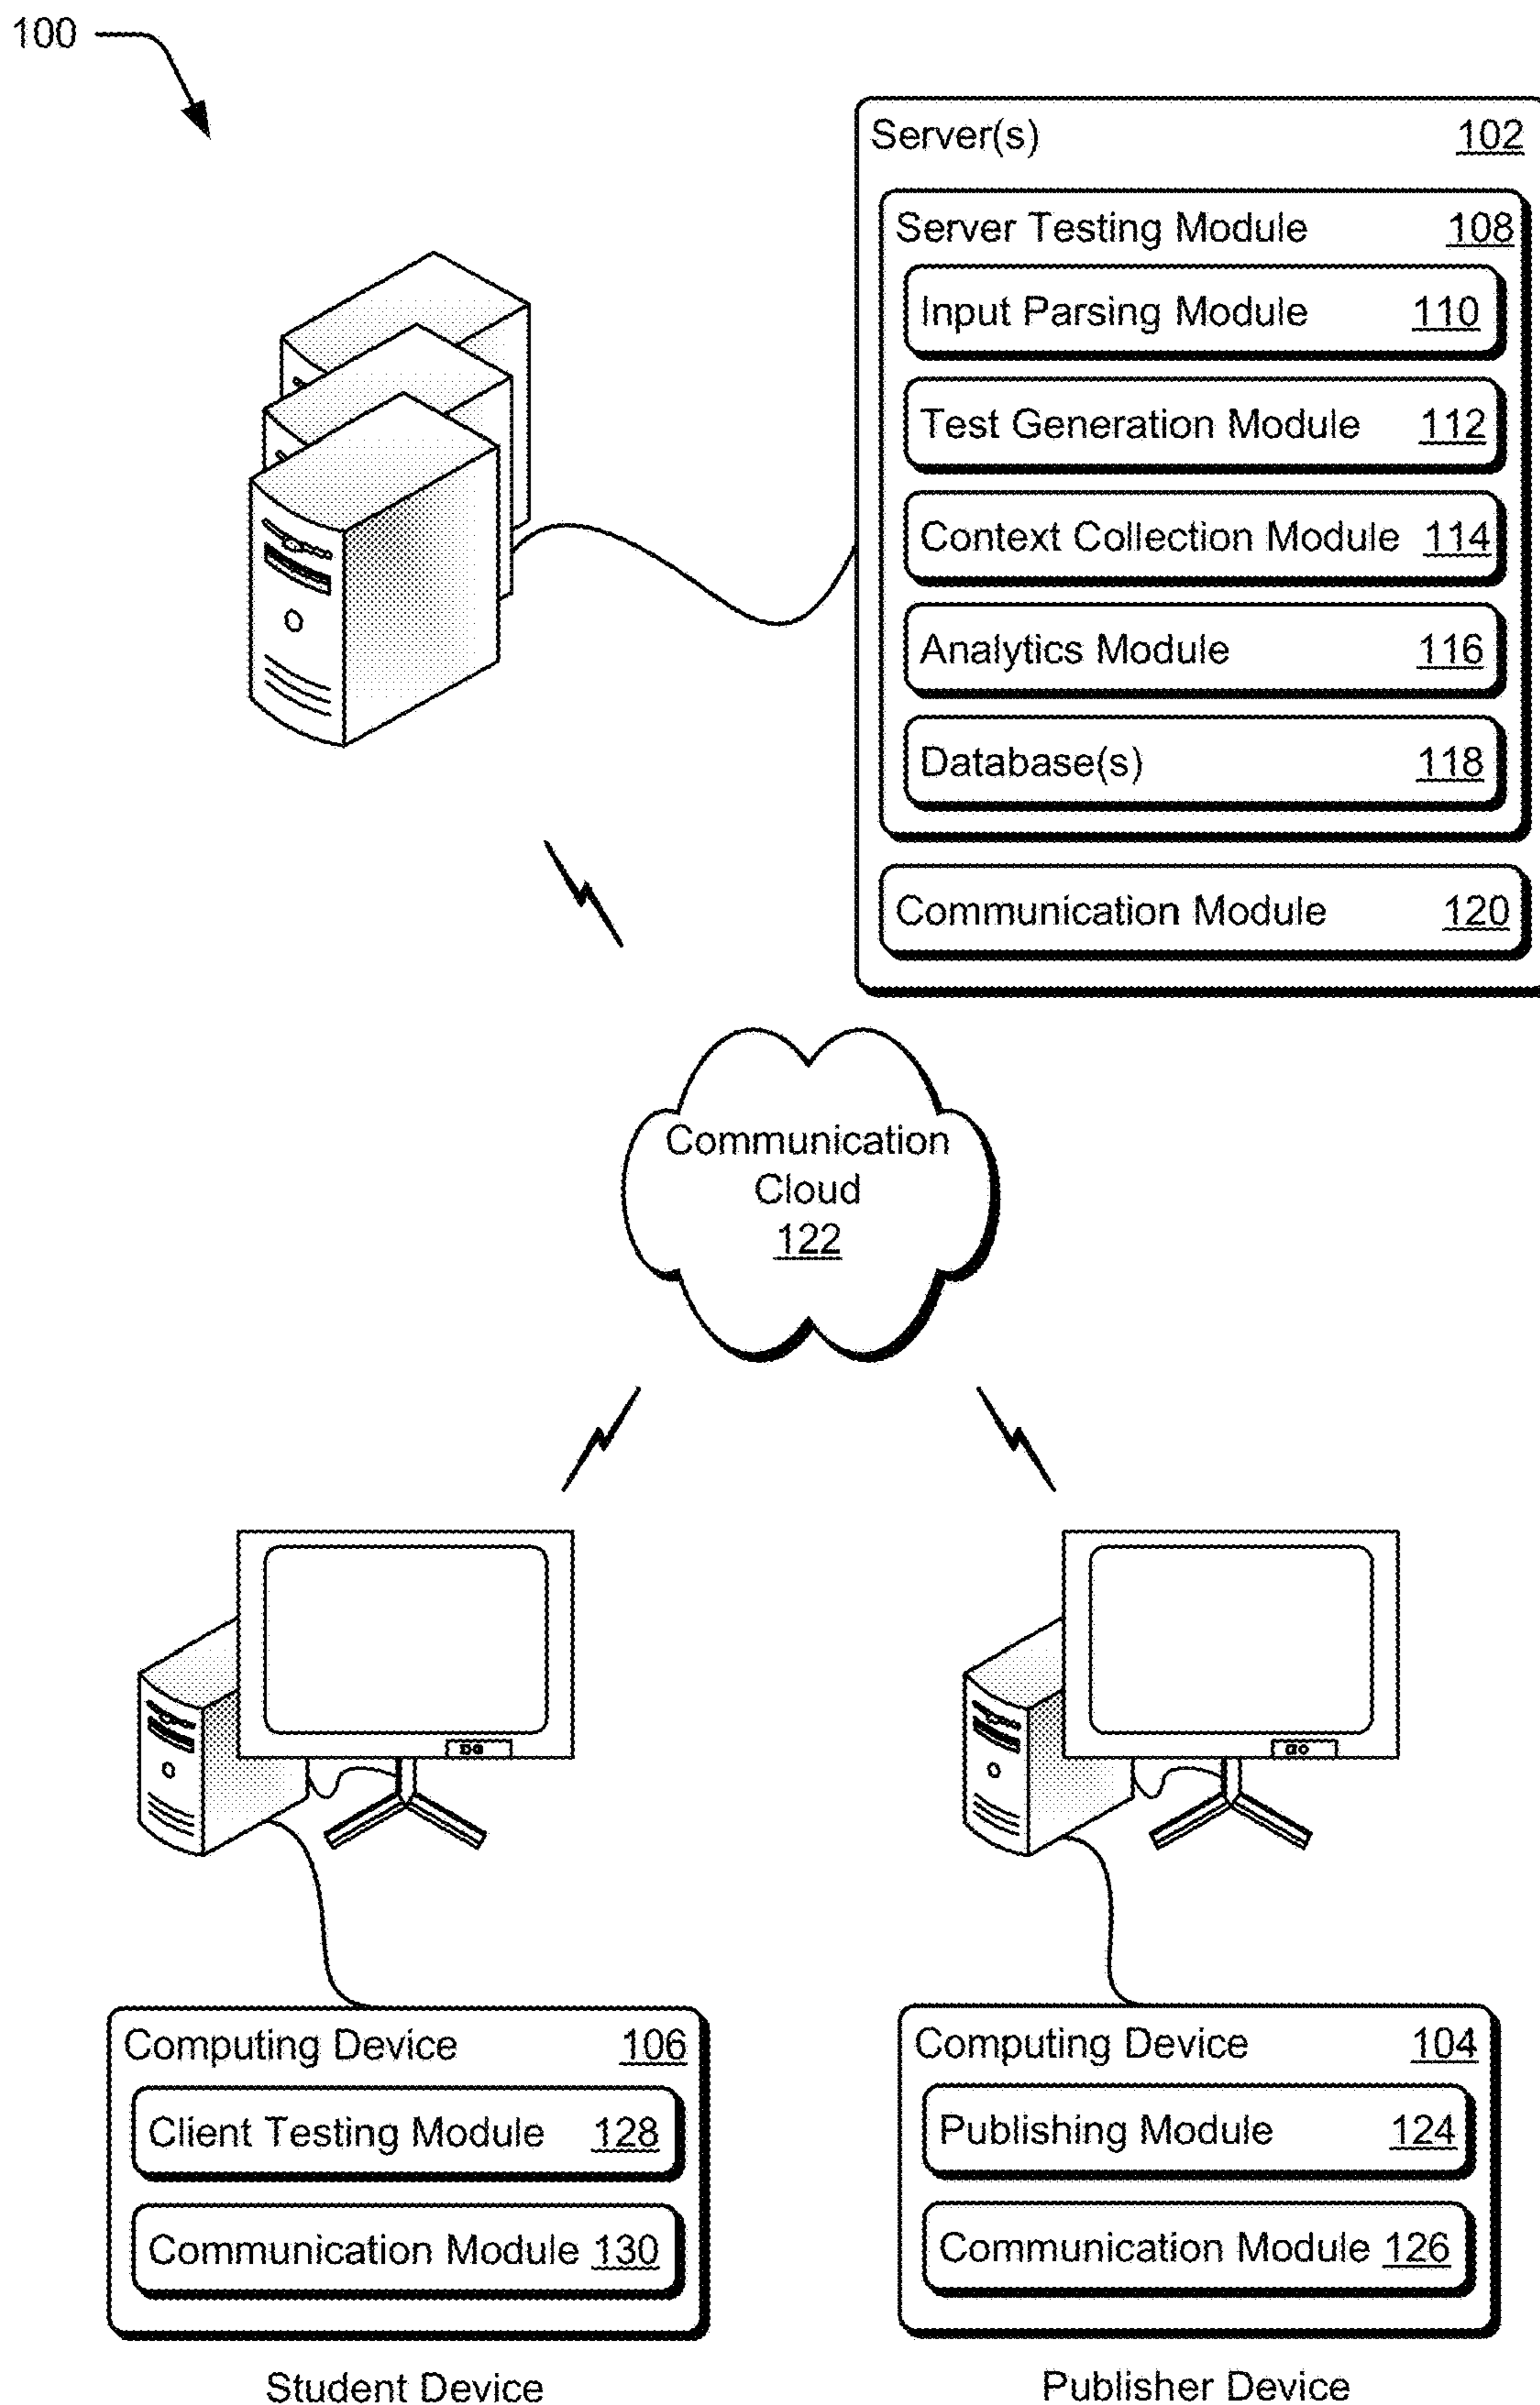 100
Server(s) 102
Server Testing Module 108
Input Parsing Module 110
Test Generation Module 112
Context Collection Module 114
Analytics Module 116
Database(s) 118
Communication Module 120
Communication
Cloud
122
Computing Device 106
Client Testing Module 128
Communication Module 130
Student Device
Computing Device 104
Publishing Module 124
Communication Module 126
Publisher Device